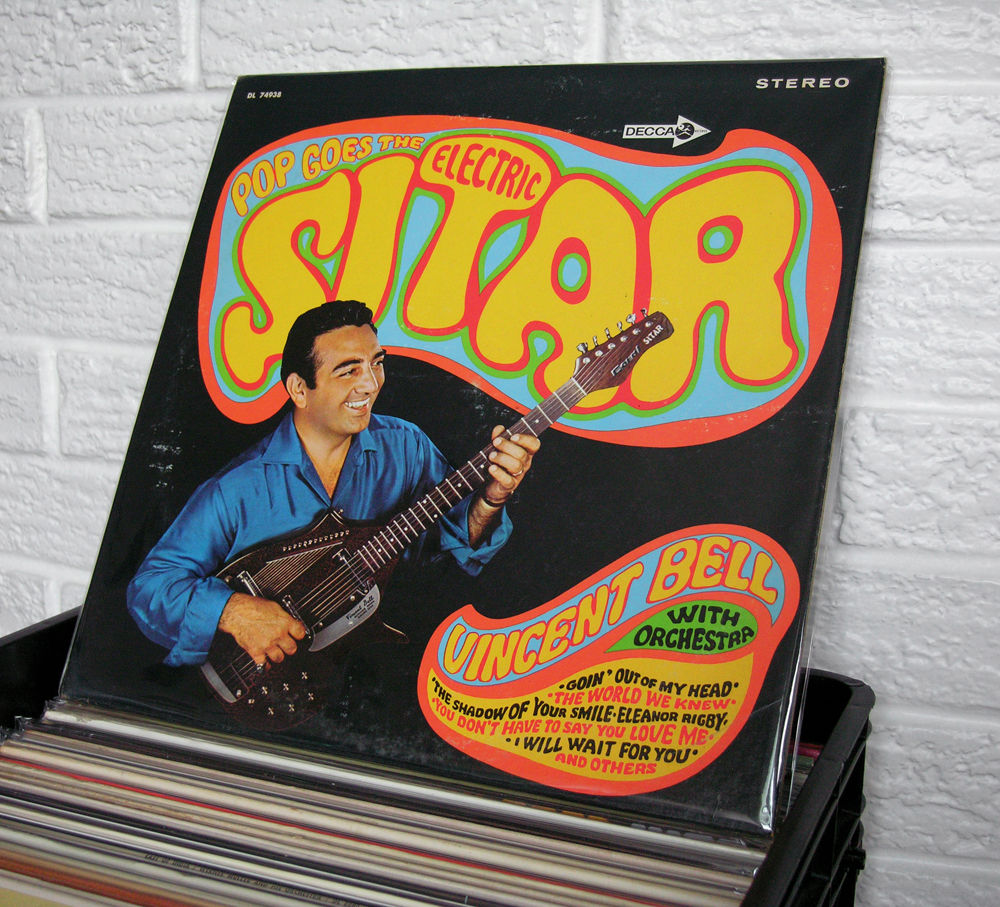 DL 74938
STEREO
DECCA
POP GOES THE
ELECTRIC
SITAR
SITAR
VINCENT BELL
WITH
ORCHESTRA
•GOIN' OUT OF MY HEAD•
•THE WORLD WE KNEW•
•THE SHADOW OF YOUR SMILE•ELEANOR RIGBY•
•YOU DON'T HAVE TO SAY YOU LOVE ME•
•I WILL WAIT FOR YOU•
AND OTHERS